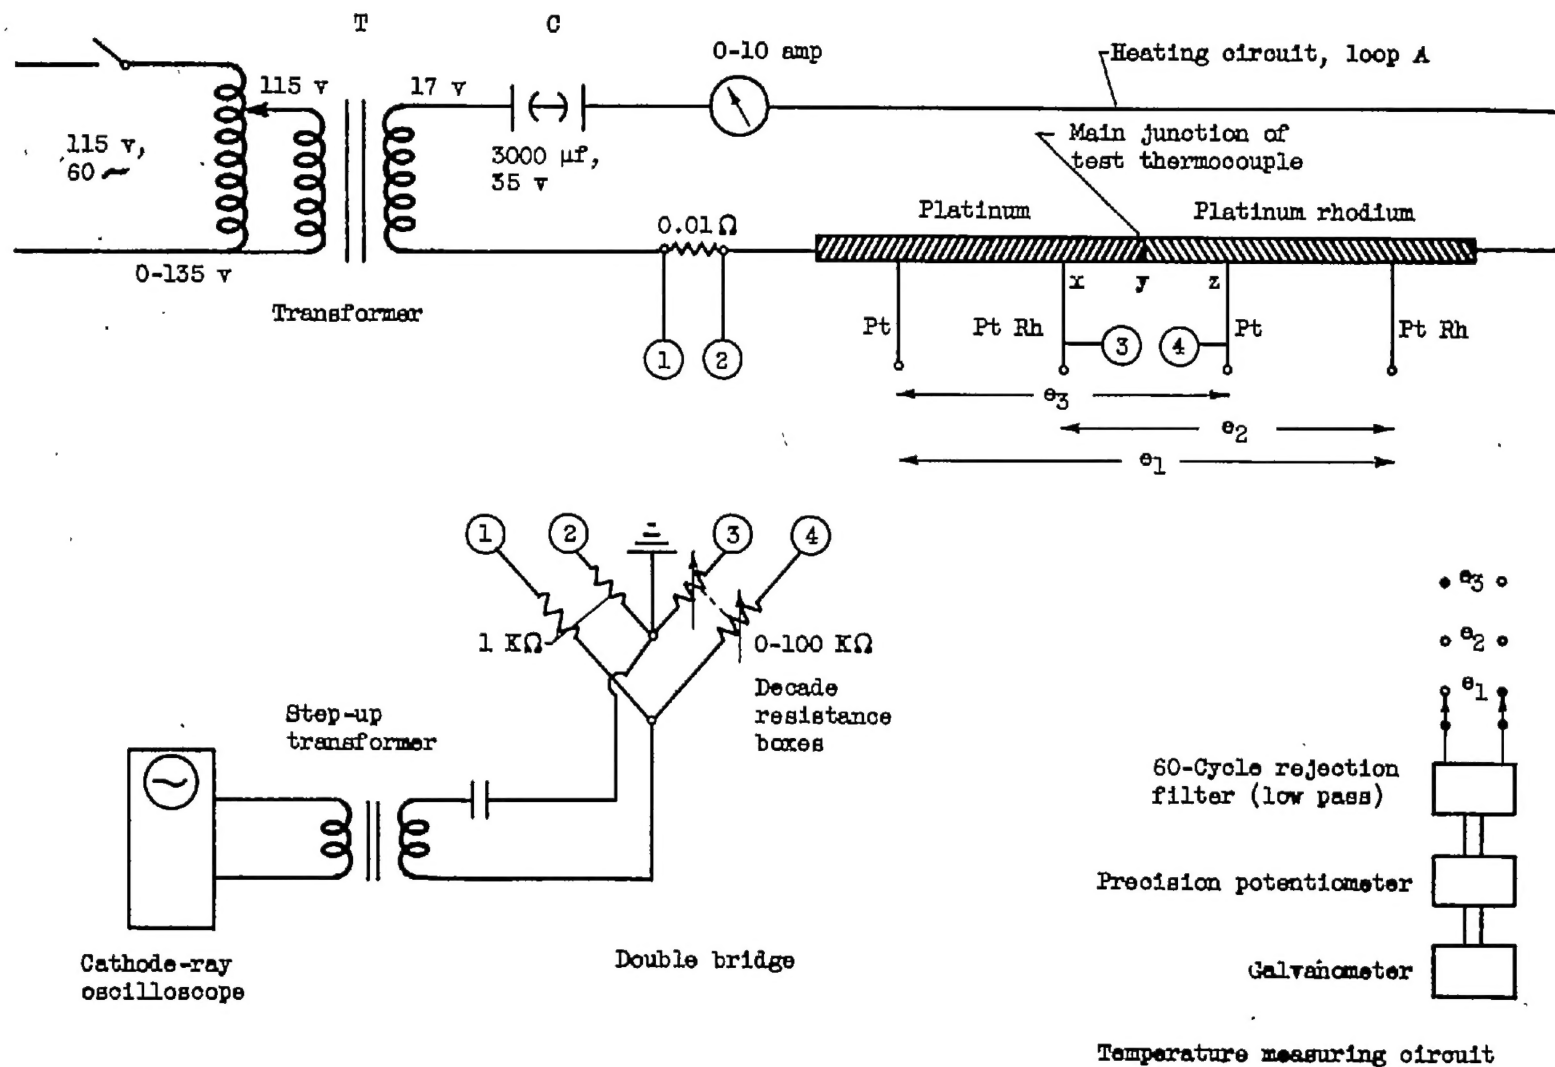 T
C
0-10 amp
Heating circuit, loop A
115 v
17 v
Main junction of
test thermocouple
115 v,
60 ~
3000 μf,
35 v
0.01 Ω
Platinum
Platinum rhodium
0-135 v
Transformer
x
y
z
Pt
Pt Rh
3
4
Pt
Pt Rh
1
2
e3
e2
e1
1
2
3
4
1 KΩ
0-100 KΩ
Decade
resistance
boxes
Step-up
transformer
e3
e2
e1
60-Cycle rejection
filter (low pass)
Precision potentiometer
Galvanometer
Cathode-ray
oscilloscope
Double bridge
Temperature measuring circuit